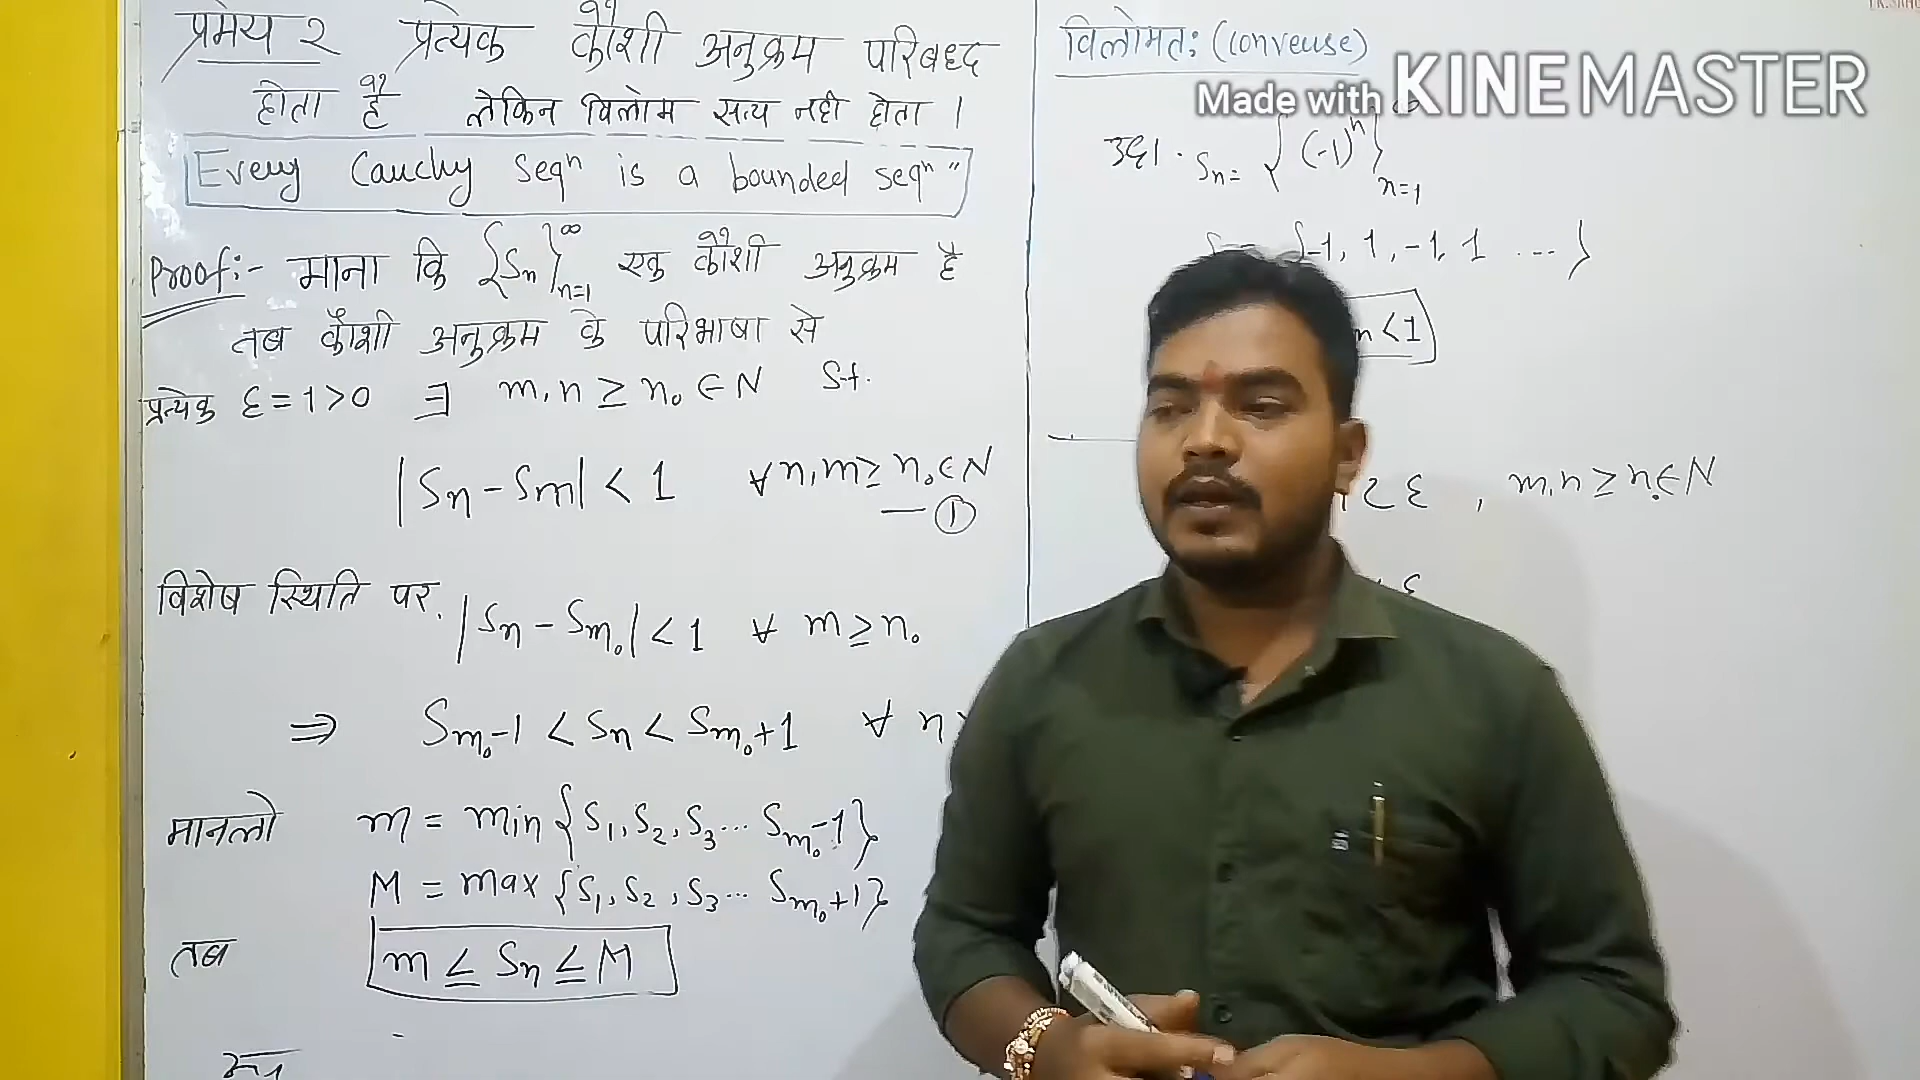 प्रमेय 2 प्रत्येक कौशी अनुक्रम परिबध्द
होता है लेकिन विलोम सत्य नही होता ।
Every Cauchy seqⁿ is a bounded seqⁿ"
Proof:- माना कि {Sn}∞n=1 एक कौशी अनुक्रम है
तब कौशी अनुक्रम के परिभाषा से
प्रत्येक ε = 1 > 0 ∃ m,n ≥ n₀ ∈ N S.t.
|Sn - Sm| < 1 ∀ n,m ≥ n₀ ∈ N
— ①
विशेष स्थिति पर. |Sn - Sm₀| < 1 ∀ m ≥ n₀
⇒ Sm₀-1 < Sn < Sm₀+1 ∀ n
मानलो m = min {S₁, S₂, S₃... Sm₀-1}
M = max {S₁, S₂, S₃... Sm₀+1}
तब m ≤ Sn ≤ M
विलोमतः (Converse)
Made with KINEMASTER
उदा. Sn = {(-1)ⁿ}∞n=1
{-1, 1, -1, 1 ... }
n < 1
< ε , m,n ≥ n₀ ∈ N
ε